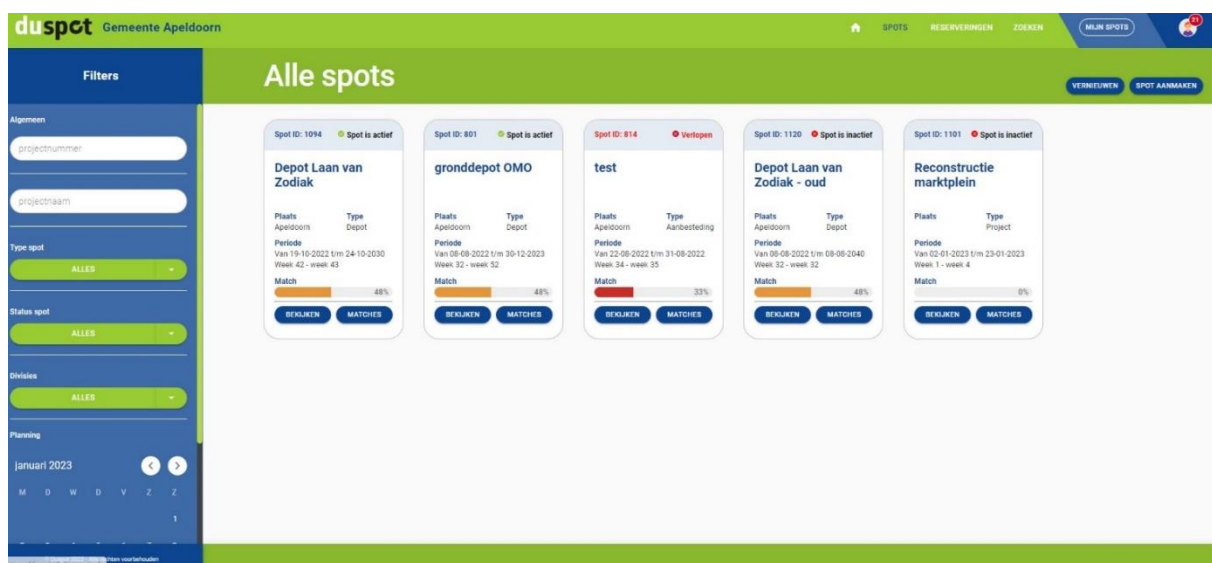 duspot Gemeente Apeldoorn
SPOTS RESERVERINGEN ZOEKEN MIJN SPOTS 21
Filters
Alle spots
VERNIEUWEN SPOT AANMAKEN
Algemeen
projectnummer
projectnaam
Type spot
ALLES
Status spot
ALLES
Divisies
ALLES
Planning
januari 2023
M D W D V Z Z
1
Spot ID: 1094 Spot is actief
Depot Laan van
Zodiak
Plaats Type
Apeldoorn Depot
Periode
Van 19-10-2022 t/m 24-10-2030
Week 42 - week 43
Match
48%
BEKIJKEN MATCHES
Spot ID: 801 Spot is actief
gronddepot OMO
Plaats Type
Apeldoorn Depot
Periode
Van 08-08-2022 t/m 30-12-2023
Week 32 - week 52
Match
48%
BEKIJKEN MATCHES
Spot ID: 814 Verlopen
test
Plaats Type
Apeldoorn Aanbesteding
Periode
Van 22-08-2022 t/m 31-08-2022
Week 34 - week 35
Match
33%
BEKIJKEN MATCHES
Spot ID: 1120 Spot is inactief
Depot Laan van
Zodiak - oud
Plaats Type
Apeldoorn Depot
Periode
Van 08-08-2022 t/m 08-08-2040
Week 32 - week 32
Match
48%
BEKIJKEN MATCHES
Spot ID: 1101 Spot is inactief
Reconstructie
marktplein
Plaats Type
Project
Periode
Van 02-01-2023 t/m 23-01-2023
Week 1 - week 4
Match
0%
BEKIJKEN MATCHES
voorbehouden